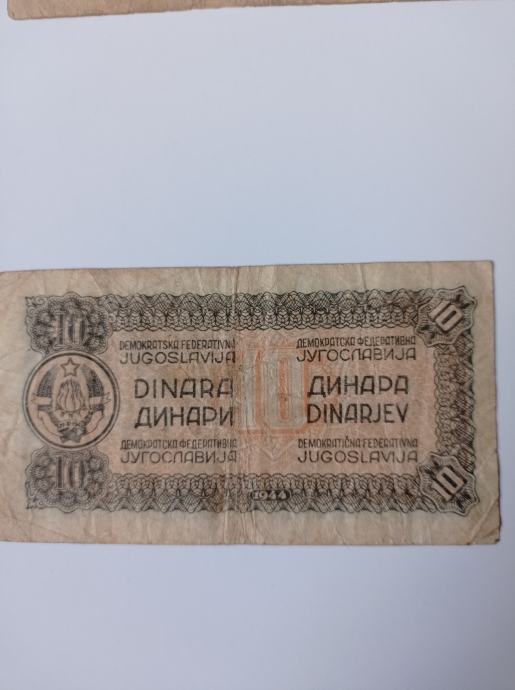 10
10
DEMOKRATSKA FEDERATIVNA
JUGOSLAVIJA
ДЕМОКРАТСКА ФЕДЕРАТИВНА
ЈУГОСЛАВИЈА
DINARA
ДИНАРИ
10
ДИНАРА
DINARJEV
ДЕМОКРАТСКА ФЕДЕРАТИВНА
ЈУГОСЛАВИЈА
DEMOKRATIČNA FEDERATIVNA
JUGOSLAVIJA
10
1944
10